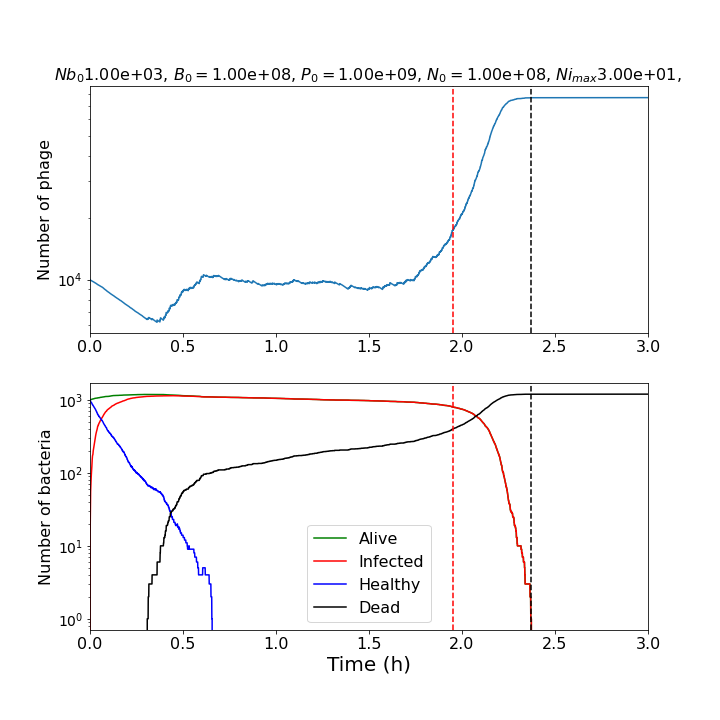 Nb₀1.00e+03, B₀ = 1.00e+08, P₀ = 1.00e+09, N₀ = 1.00e+08, Ni_max3.00e+01,
Number of phage
10⁴
0.0 0.5 1.0 1.5 2.0 2.5 3.0
Number of bacteria
10³
10²
10¹
10⁰
Alive
Infected
Healthy
Dead
0.0 0.5 1.0 1.5 2.0 2.5 3.0
Time (h)